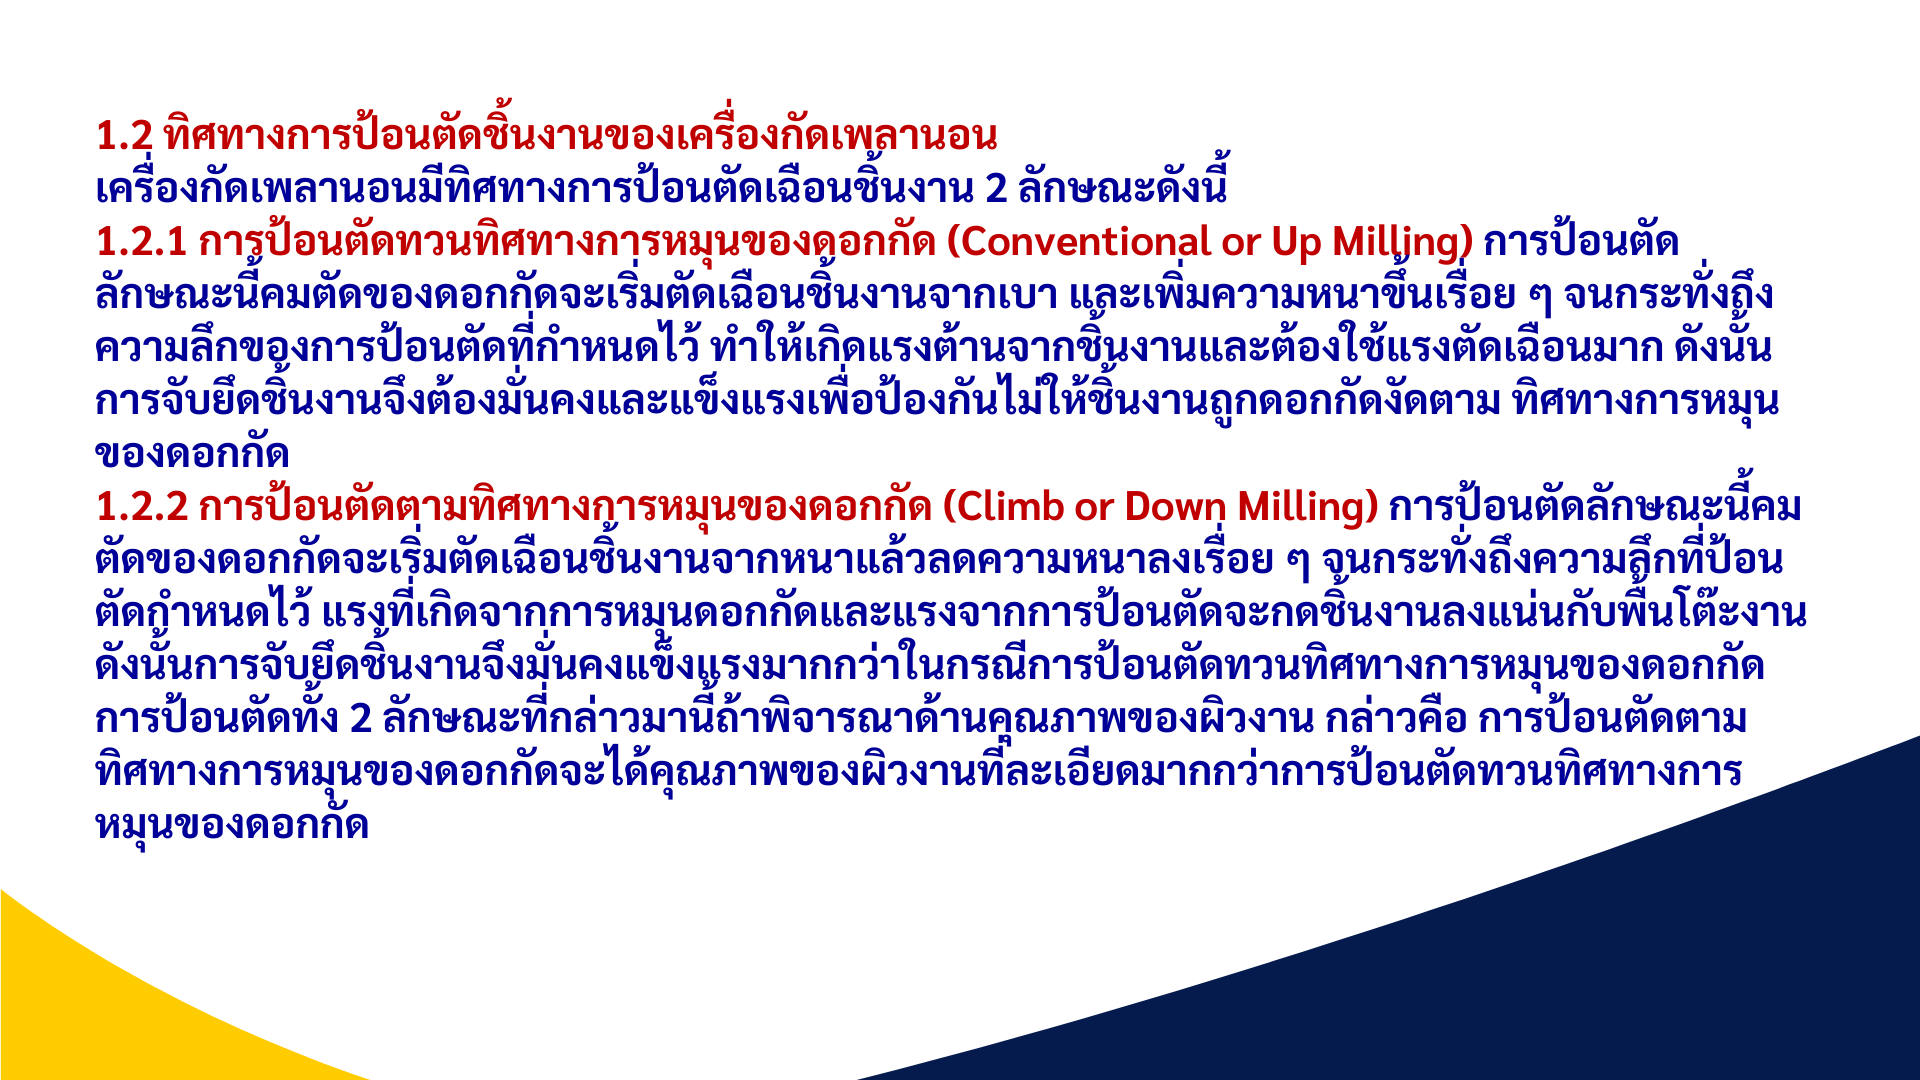 1.2 ทิศทางการป้อนตัดชิ้นงานของเครื่องกัดเพลานอน
เครื่องกัดเพลานอนมีทิศทางการป้อนตัดเฉือนชิ้นงาน 2 ลักษณะดังนี้
1.2.1 การป้อนตัดทวนทิศทางการหมุนของดอกกัด (Conventional or Up Milling) การป้อนตัด
ลักษณะนี้คมตัดของดอกกัดจะเริ่มตัดเฉือนชิ้นงานจากเบา และเพิ่มความหนาขึ้นเรื่อย ๆ จนกระทั่งถึง
ความลึกของการป้อนตัดที่กำหนดไว้ ทำให้เกิดแรงต้านจากชิ้นงานและต้องใช้แรงตัดเฉือนมาก ดังนั้น
การจับยึดชิ้นงานจึงต้องมั่นคงและแข็งแรงเพื่อป้องกันไม่ให้ชิ้นงานถูกดอกกัดงัดตาม ทิศทางการหมุน
ของดอกกัด
1.2.2 การป้อนตัดตามทิศทางการหมุนของดอกกัด (Climb or Down Milling) การป้อนตัดลักษณะนี้คม
ตัดของดอกกัดจะเริ่มตัดเฉือนชิ้นงานจากหนาแล้วลดความหนาลงเรื่อย ๆ จนกระทั่งถึงความลึกที่ป้อน
ตัดกำหนดไว้ แรงที่เกิดจากการหมุนดอกกัดและแรงจากการป้อนตัดจะกดชิ้นงานลงแน่นกับพื้นโต๊ะงาน
ดังนั้นการจับยึดชิ้นงานจึงมั่นคงแข็งแรงมากกว่าในกรณีการป้อนตัดทวนทิศทางการหมุนของดอกกัด
การป้อนตัดทั้ง 2 ลักษณะที่กล่าวมานี้ถ้าพิจารณาด้านคุณภาพของผิวงาน กล่าวคือ การป้อนตัดตาม
ทิศทางการหมุนของดอกกัดจะได้คุณภาพของผิวงานที่ละเอียดมากกว่าการป้อนตัดทวนทิศทางการ
หมุนของดอกกัด